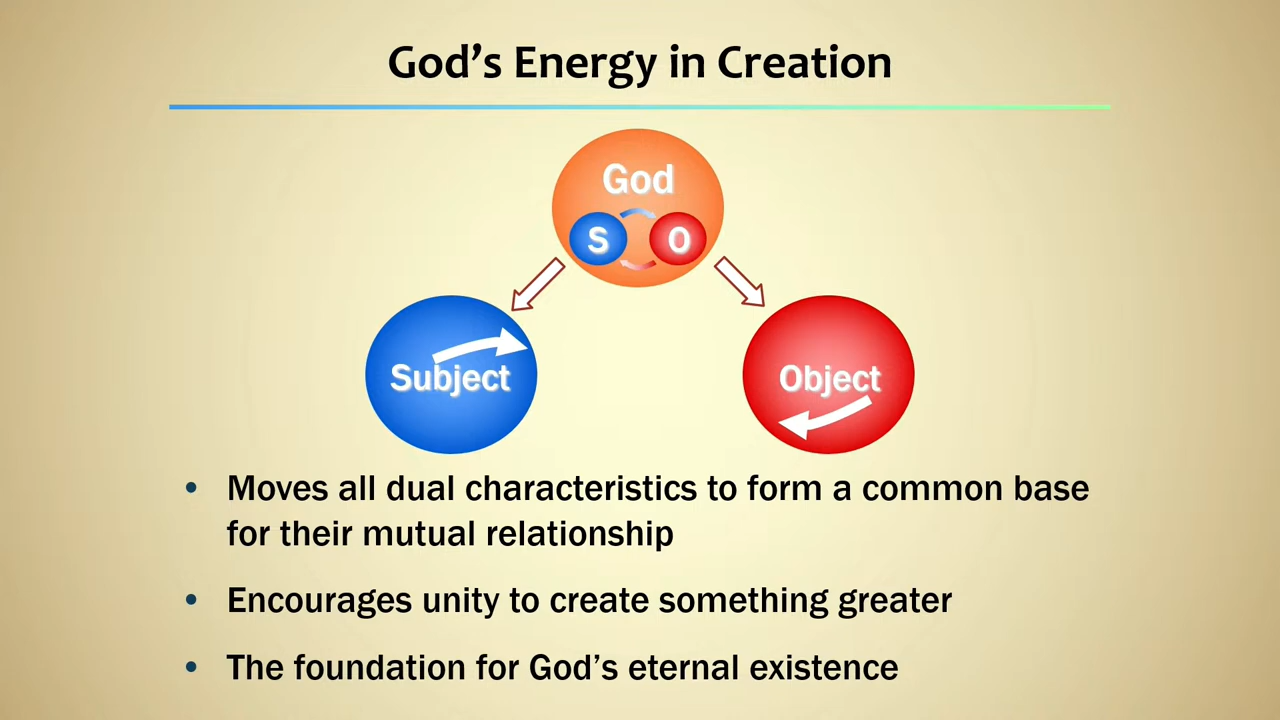 God’s Energy in Creation
God
S O
Subject
Object
• Moves all dual characteristics to form a common base
for their mutual relationship
• Encourages unity to create something greater
• The foundation for God’s eternal existence